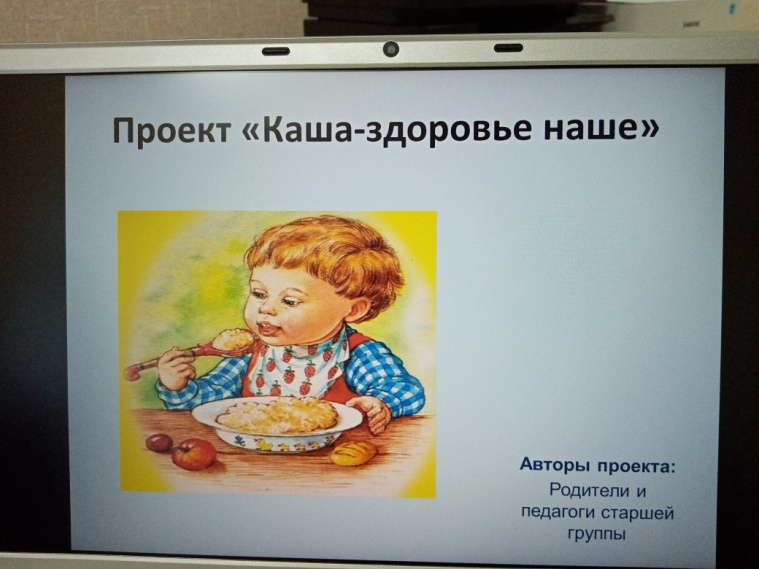 Проект «Каша-здоровье наше»
Авторы проекта:
Родители и
педагоги старшей
группы